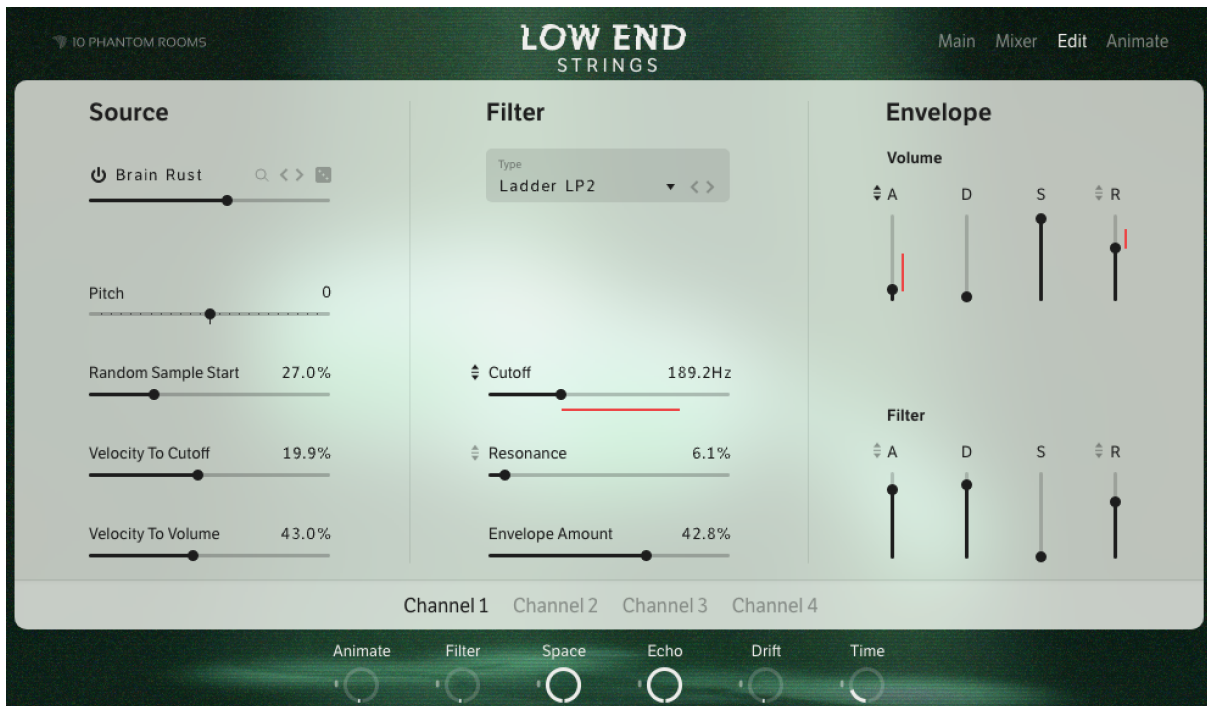 10 PHANTOM ROOMS
LOW END
STRINGS
Main Mixer Edit Animate
Source
Brain Rust
Pitch 0
Random Sample Start 27.0%
Velocity To Cutoff 19.9%
Velocity To Volume 43.0%
Filter
Type
Ladder LP2
Cutoff 189.2Hz
Resonance 6.1%
Envelope Amount 42.8%
Envelope
Volume
A D S R
Filter
A D S R
Channel 1 Channel 2 Channel 3 Channel 4
Animate Filter Space Echo Drift Time